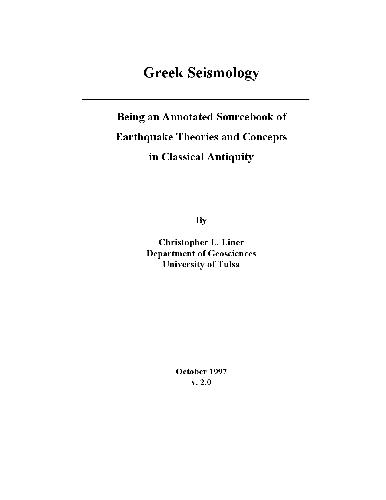 Greek Seismology
Being an Annotated Sourcebook of
Earthquake Theories and Concepts
in Classical Antiquity
By
Christopher L. Liner
Department of Geosciences
University of Tulsa
October 1997
v. 2.0